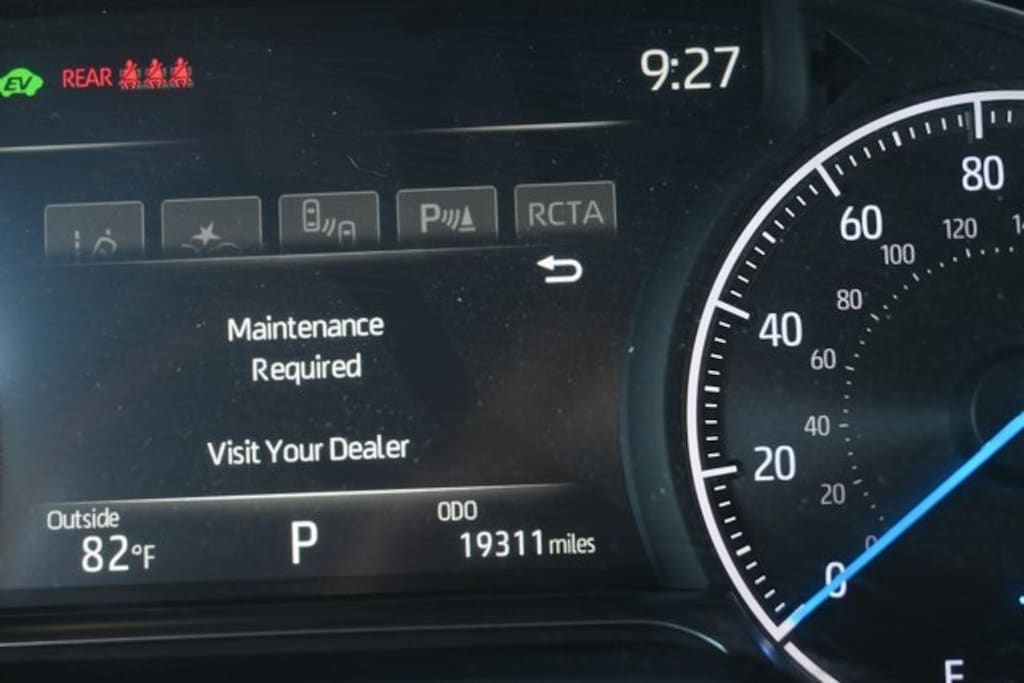 EV REAR 9:27
P RCTA
Maintenance
Required
Visit Your Dealer
Outside
82°F
P
ODO
19311 miles
80
60
40
20
0
120
100
80
60
40
20
0